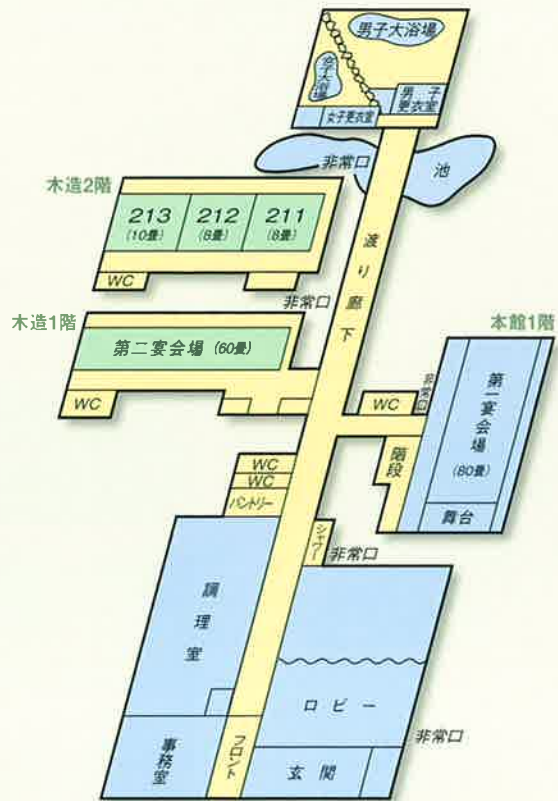 男子大浴場
女子大浴場
男子
更衣室
女子更衣室
非常口
池
木造2階
213
(10畳)
212
(8畳)
211
(8畳)
WC
渡り廊下
非常口
木造1階
第二宴会場 (60畳)
WC
本館1階
WC
非常口
第一宴会場
(80畳)
階段
舞台
WC
WC
パントリー
シャワー
非常口
調理室
ロビー
非常口
事務室
フロント
玄関